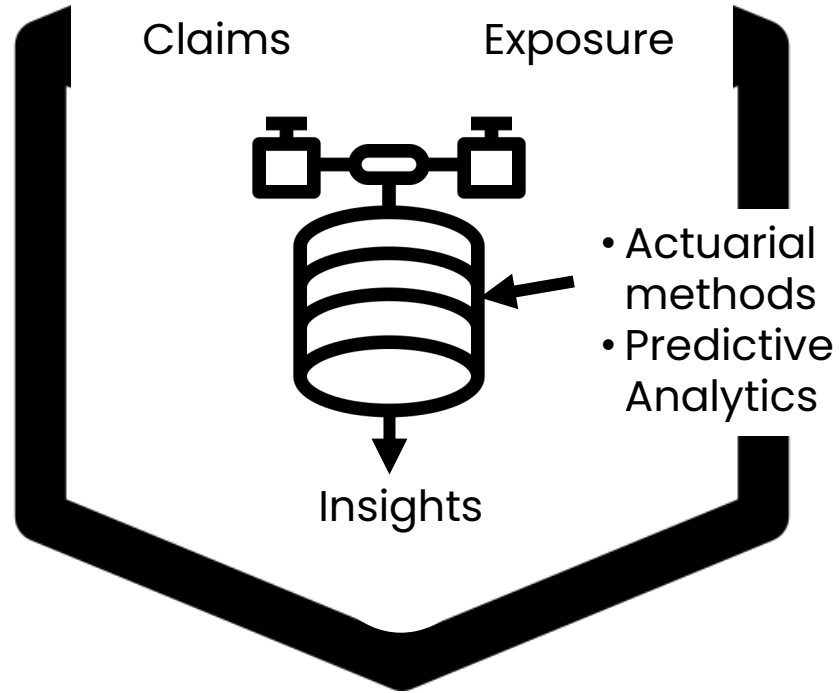 Claims Exposure
• Actuarial
methods
• Predictive
Analytics
Insights